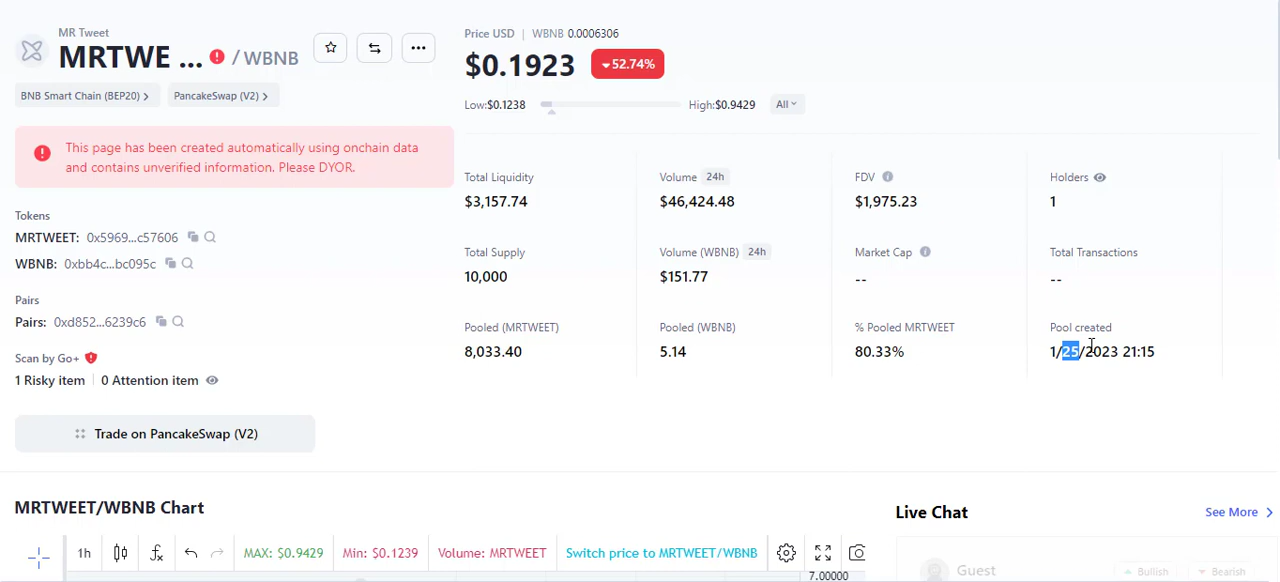 MR Tweet
MRTWE ... / WBNB
BNB Smart Chain (BEP20)
PancakeSwap (V2)
This page has been created automatically using onchain data
and contains unverified information. Please DYOR.
Tokens
MRTWEET: 0x5969...c57606
WBNB: 0xbb4c...bc095c
Pairs
Pairs: 0xd852...6239c6
Scan by Go+
1 Risky item | 0 Attention item
Trade on PancakeSwap (V2)
Price USD | WBNB 0.0006306
$0.1923 52.74%
Low:$0.1238 High:$0.9429 All
Total Liquidity
$3,157.74
Volume 24h
$46,424.48
FDV
$1,975.23
Holders
1
Total Supply
10,000
Volume (WBNB) 24h
$151.77
Market Cap
--
Total Transactions
--
Pooled (MRTWEET)
8,033.40
Pooled (WBNB)
5.14
% Pooled MRTWEET
80.33%
Pool created
1/25/2023 21:15
MRTWEET/WBNB Chart
1h MAX: $0.9429 Min: $0.1239 Volume: MRTWEET Switch price to MRTWEET/WBNB
7.00000
Live Chat
See More
Guest
Bullish
Bearish